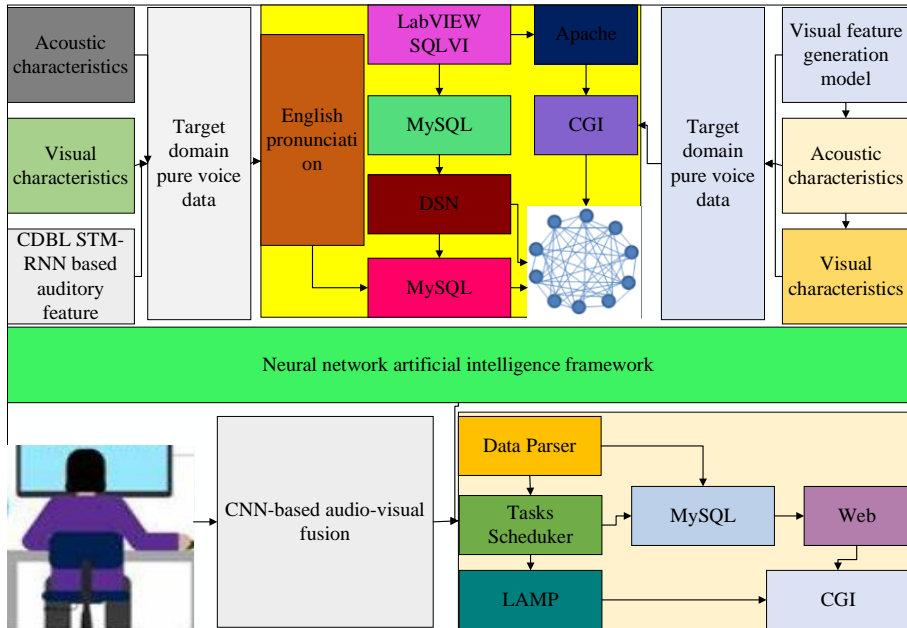 Acoustic
characteristics
Visual
characteristics
CDBL STM-
RNN based
auditory
feature
Target
domain
pure voice
data
English
pronunciat
ion
LabVIEW
SQLVI
MySQL
DSN
MySQL
Apache
CGI
Target
domain
pure voice
data
Visual feature
generation
model
Acoustic
characteristics
Visual
characteristics
Neural network artificial intelligence framework
CNN-based audio-visual
fusion
Data Parser
Tasks
Scheduker
LAMP
MySQL
Web
CGI